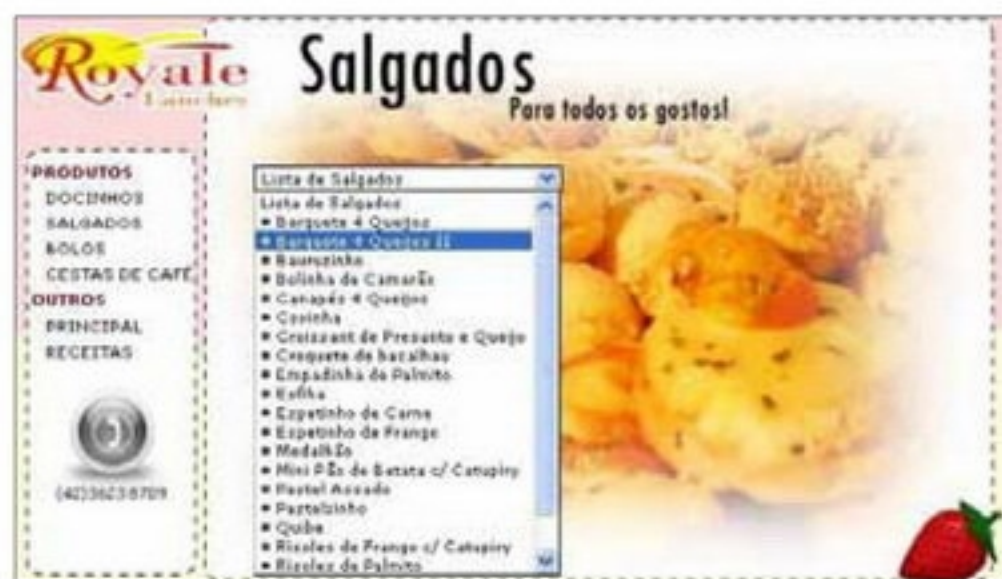 Royale
Lanches
Salgados
Para todos os gostos!
PRODUTOS
DOCINHOS
SALGADOS
BOLOS
CESTAS DE CAFÉ
OUTROS
PRINCIPAL
RECEITAS
(42)36238709
Lista de Salgados
Lista de Salgados
Barquete 4 Queijos
Barquete 4 Queijos II
Bauruzinho
Bolinha de Camarão
Canapés 4 Queijos
Coxinha
Croissant de Presunto e Queijo
Croquete de bacalhau
Empadinha de Palmito
Esfiha
Espetinho de Carne
Espetinho de Frango
Medalhão
Mini Pão de Batata c/ Catupiry
Pastel Assado
Pastelzinho
Quibe
Risoles de Frango c/ Catupiry
Risoles de Palmito